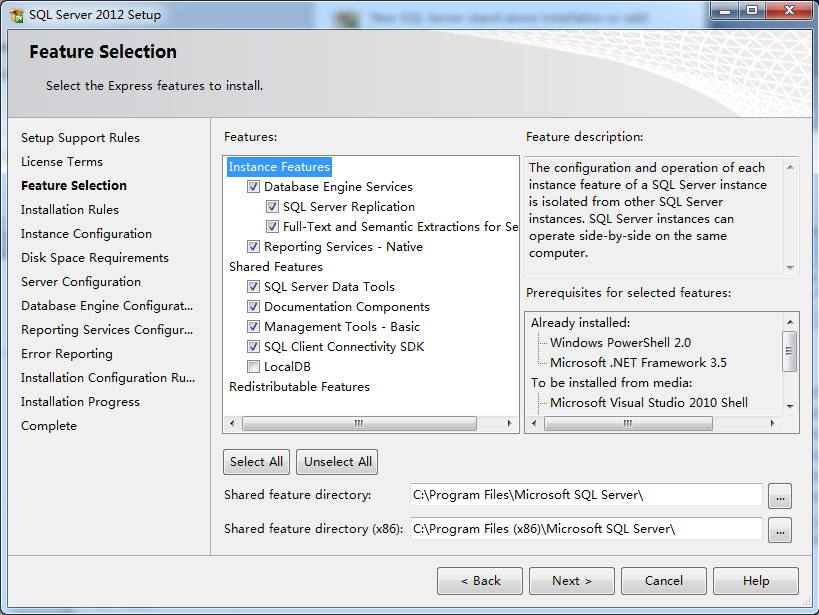 SQL Server 2012 Setup
New SQL Server stand-alone installation or add
Feature Selection
Select the Express features to install.
Setup Support Rules
License Terms
Feature Selection
Installation Rules
Instance Configuration
Disk Space Requirements
Server Configuration
Database Engine Configurat...
Reporting Services Configur...
Error Reporting
Installation Configuration Ru...
Installation Progress
Complete
Features:
Instance Features
Database Engine Services
SQL Server Replication
Full-Text and Semantic Extractions for Se
Reporting Services - Native
Shared Features
SQL Server Data Tools
Documentation Components
Management Tools - Basic
SQL Client Connectivity SDK
LocalDB
Redistributable Features
Feature description:
The configuration and operation of each
instance feature of a SQL Server instance
is isolated from other SQL Server
instances. SQL Server instances can
operate side-by-side on the same
computer.
Prerequisites for selected features:
Already installed:
Windows PowerShell 2.0
Microsoft .NET Framework 3.5
To be installed from media:
Microsoft Visual Studio 2010 Shell
Select All
Unselect All
Shared feature directory:
C:\Program Files\Microsoft SQL Server\
...
Shared feature directory (x86):
C:\Program Files (x86)\Microsoft SQL Server\
...
< Back
Next >
Cancel
Help